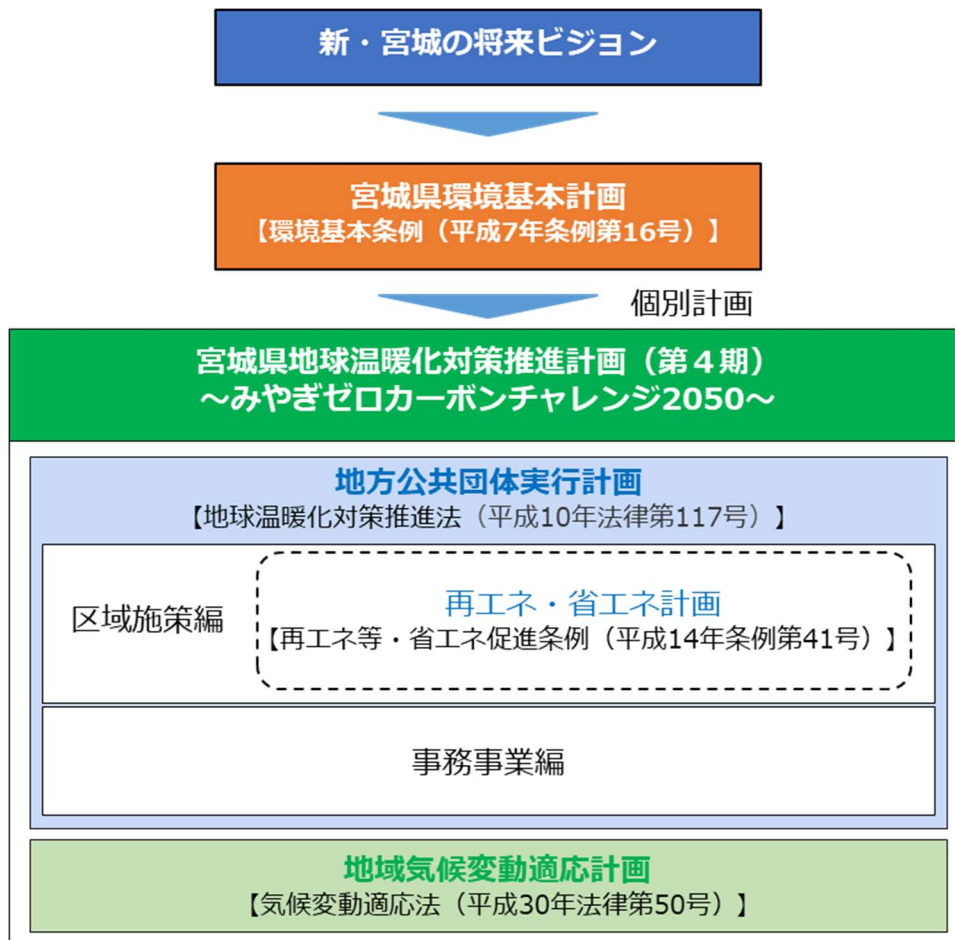 新・宮城の将来ビジョン
宮城県環境基本計画
【環境基本条例（平成7年条例第16号）】
個別計画
宮城県地球温暖化対策推進計画（第４期）
～みやぎゼロカーボンチャレンジ2050～
地方公共団体実行計画
【地球温暖化対策推進法（平成10年法律第117号）】
区域施策編
再エネ・省エネ計画
【再エネ等・省エネ促進条例（平成14年条例第41号）】
事務事業編
地域気候変動適応計画
【気候変動適応法（平成30年法律第50号）】